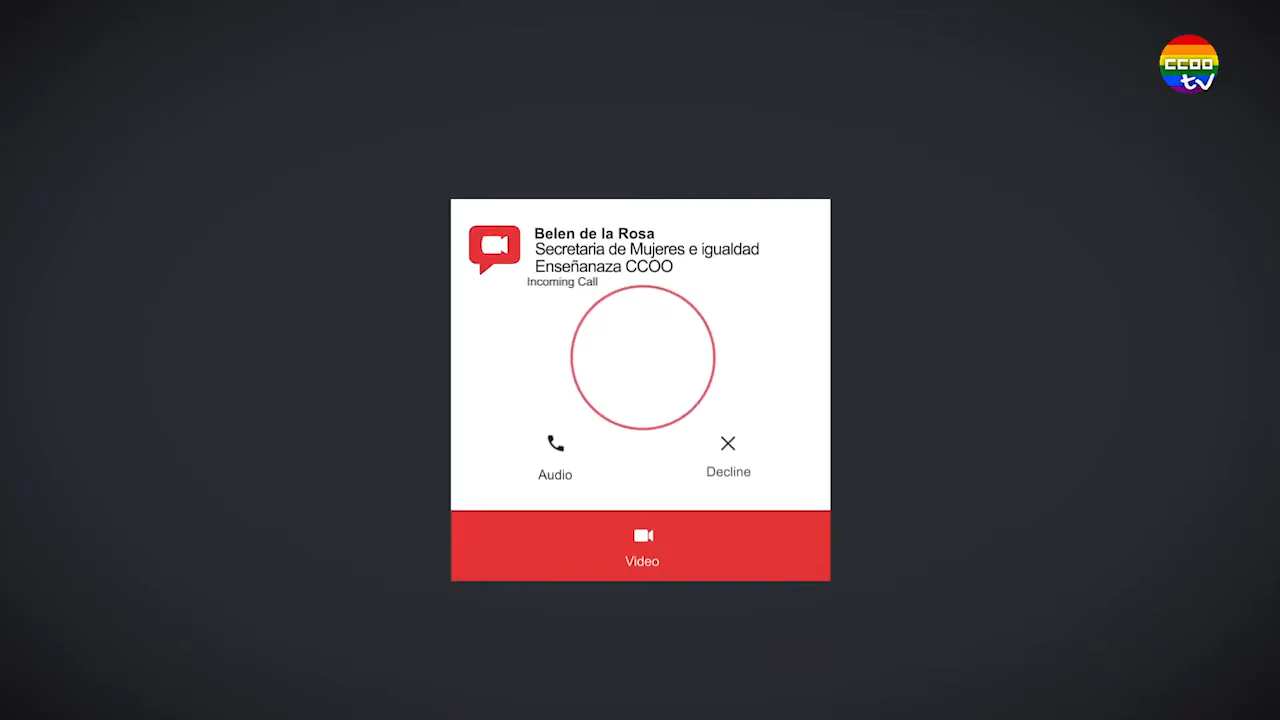 CCOO
tv
Belen de la Rosa
Secretaria de Mujeres e igualdad
Enseñanaza CCOO
Incoming Call
Audio
Decline
Video